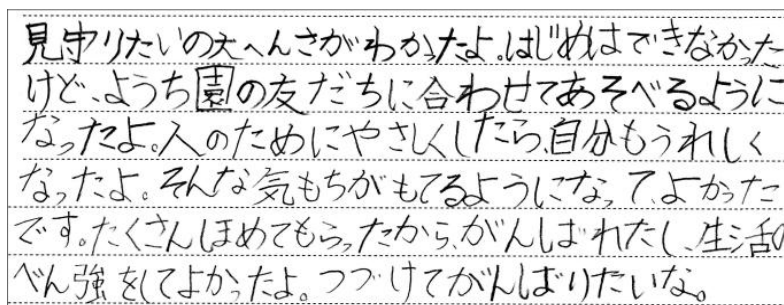 見守りたいの大へんさがわかったよ。はじめはできなかった
けど、ようち園の友だちに合わせてあそべるように
なったよ。人のためにやさしくしたら、自分もうれしく
なったよ。そんな気もちがもてるようになって、よかった
です。たくさんほめてもらったから、がんばれたし、生活の
べん強をしてよかったよ。つづけてがんばりたいな。